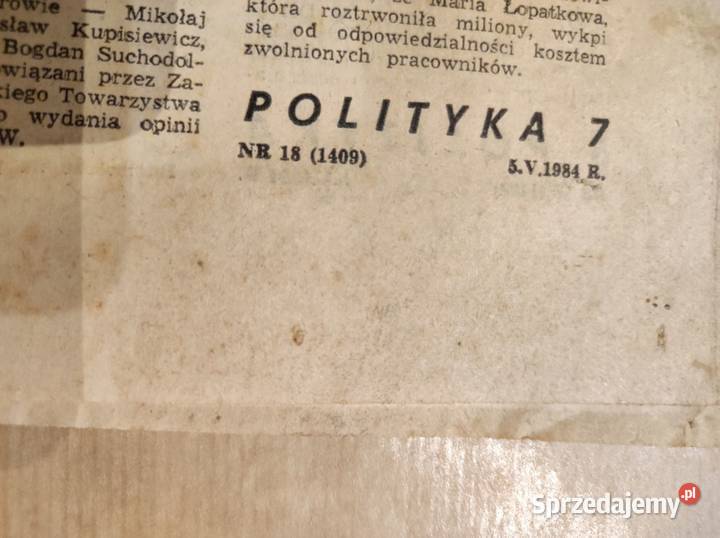 rowie — Mikołaj
sław Kupisiewicz,
Bogdan Suchodol-
wiązani przez Za-
kiego Towarzystwa
o wydania opinii
W.
że Maria Łopatkowa,
która roztrwoniła miliony, wykpi
się od odpowiedzialności kosztem
zwolnionych pracowników.
POLITYKA 7
NR 18 (1409) 5.V.1984 R.
Sprzedajemy.pl